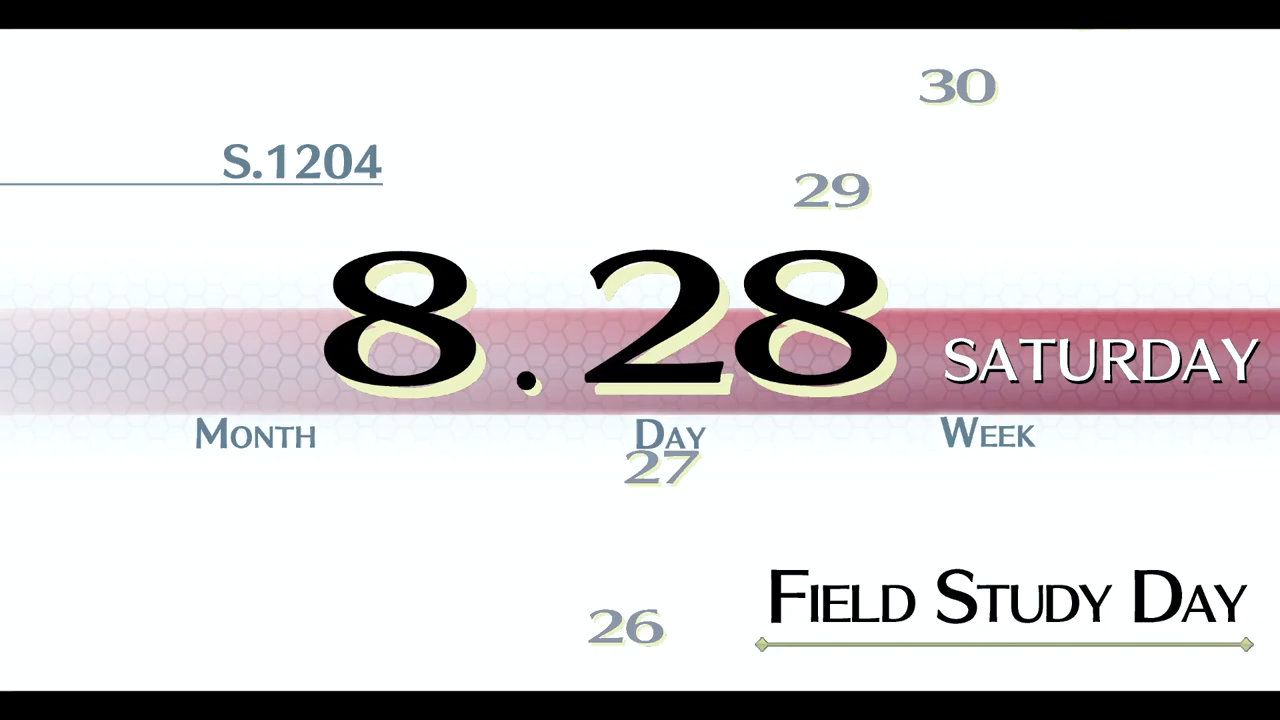 30
S.1204
29
8.28 SATURDAY
MONTH DAY WEEK
27
26
FIELD STUDY DAY